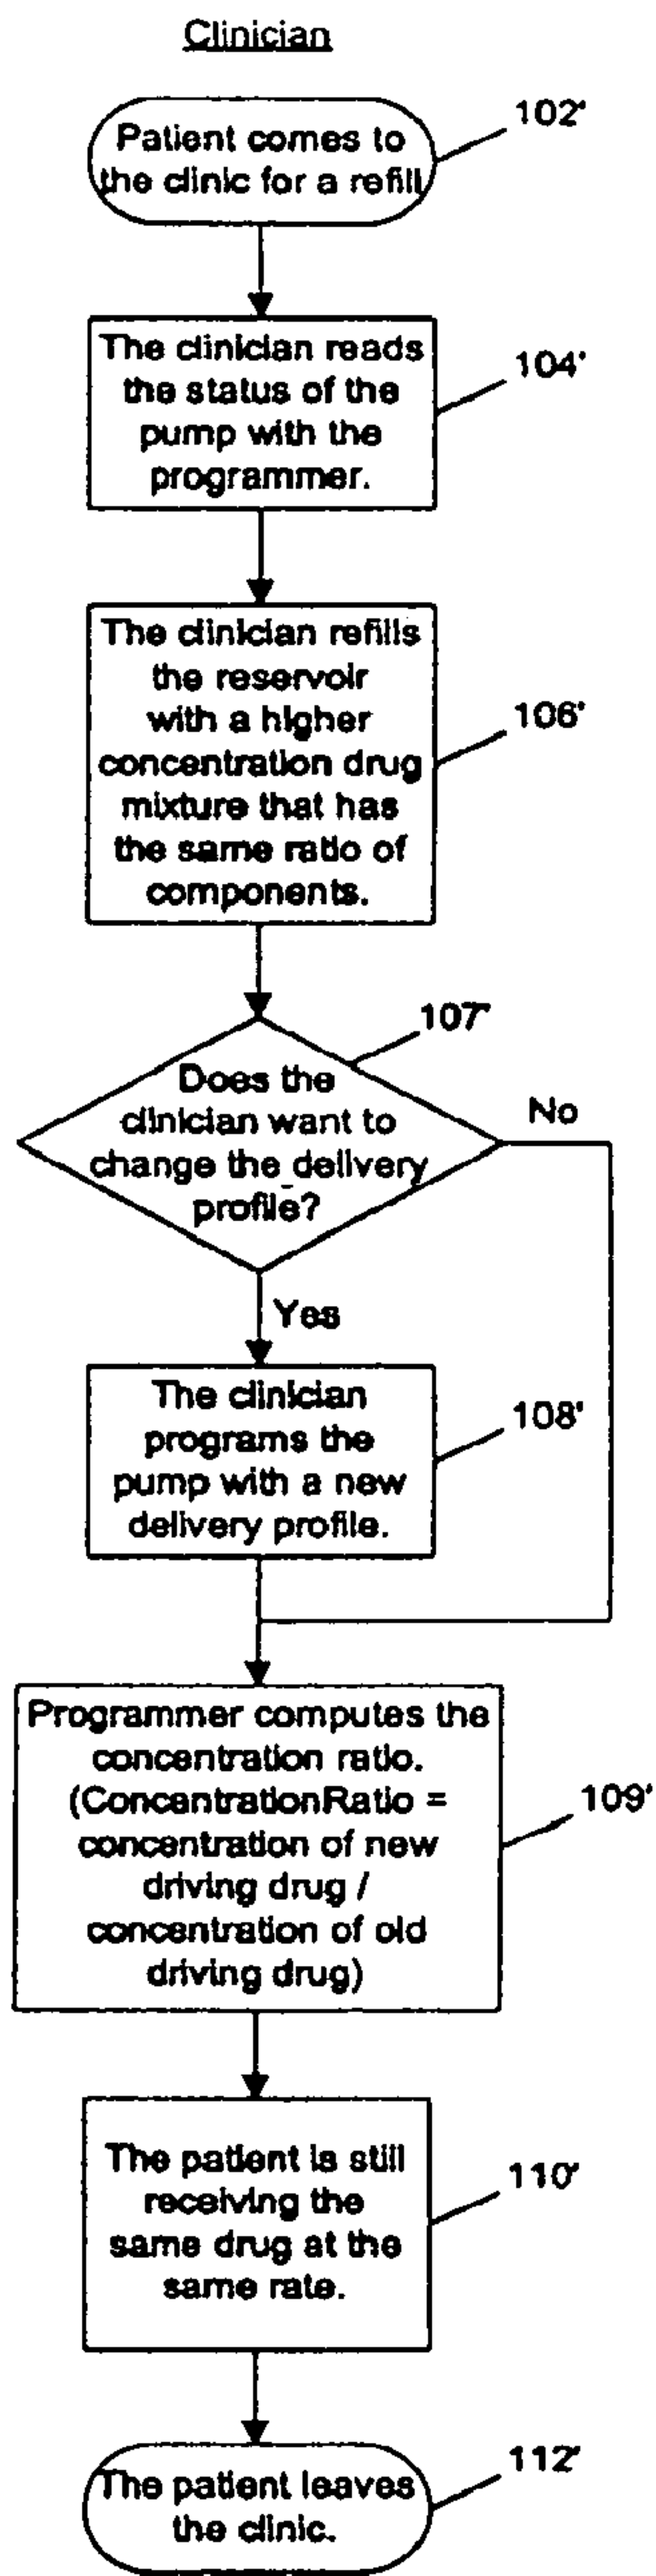 Clinician
Patient comes to
the clinic for a refill
102'
The clinician reads
the status of the
pump with the
programmer.
104'
The clinician refills
the reservoir
with a higher
concentration drug
mixture that has
the same ratio of
components.
106'
107'
Does the
clinician want to
change the delivery
profile?
No
Yes
The clinician
programs the
pump with a new
delivery profile.
108'
Programmer computes the
concentration ratio.
(ConcentrationRatio =
concentration of new
driving drug /
concentration of old
driving drug)
109'
The patient is still
receiving the
same drug at the
same rate.
110'
The patient leaves
the clinic.
112'